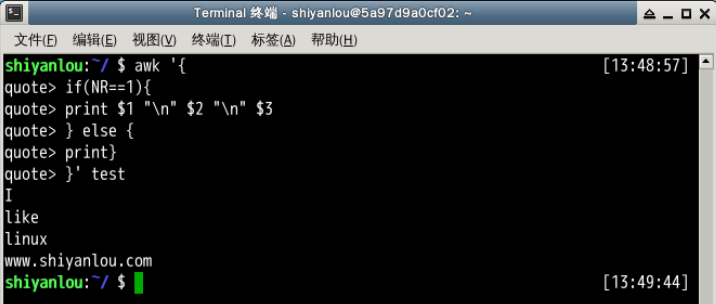 Terminal 终端 - shiyanlou@5a97d9a0cf02: ~
文件(F) 编辑(E) 视图(V) 终端(T) 标签(A) 帮助(H)
shiyanlou:~/ $ awk '{ [13:48:57]
quote> if(NR==1){
quote> print $1 "\n" $2 "\n" $3
quote> } else {
quote> print}
quote> }' test
I
like
linux
www.shiyanlou.com
shiyanlou:~/ $ [13:49:44]